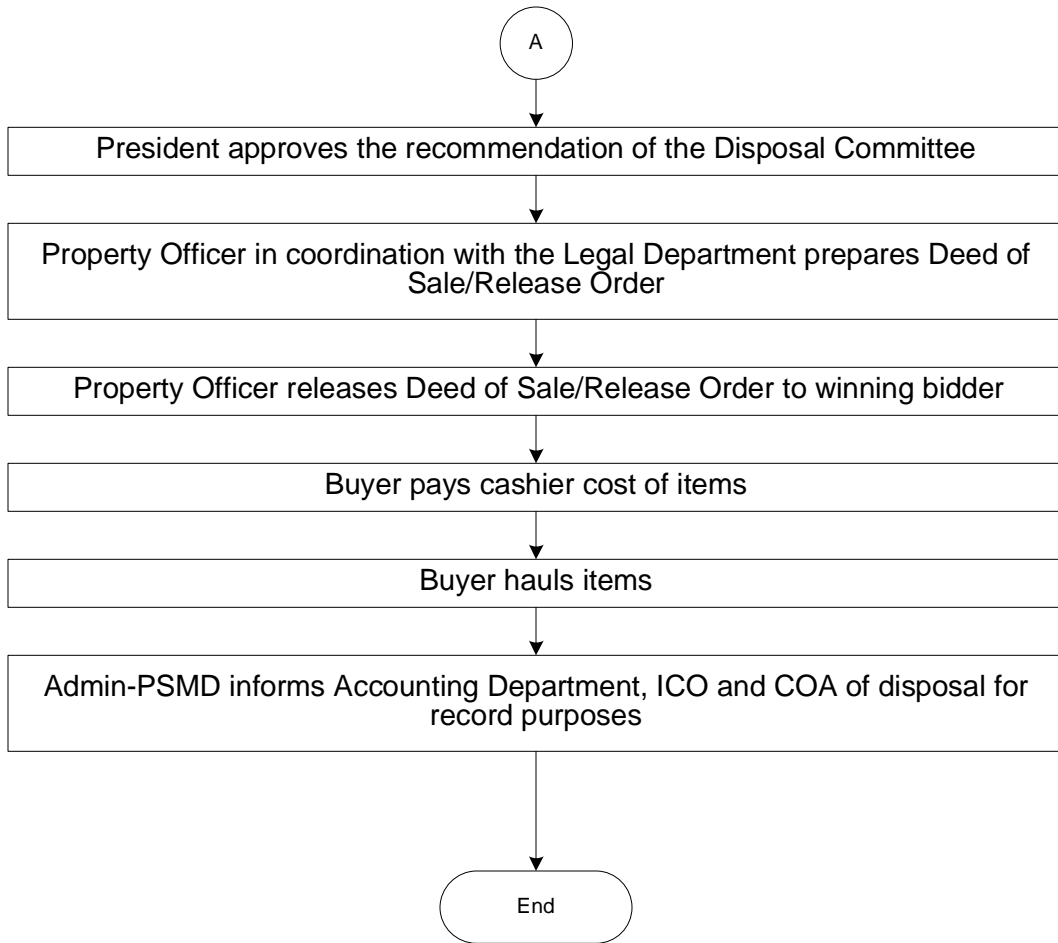 A
President approves the recommendation of the Disposal Committee
Property Officer in coordination with the Legal Department prepares Deed of
Sale/Release Order
Property Officer releases Deed of Sale/Release Order to winning bidder
Buyer pays cashier cost of items
Buyer hauls items
Admin-PSMD informs Accounting Department, ICO and COA of disposal for
record purposes
End